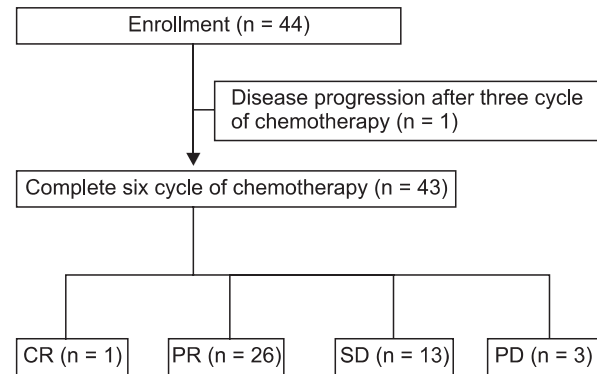 Enrollment (n = 44)
Disease progression after three cycle
of chemotherapy (n = 1)
Complete six cycle of chemotherapy (n = 43)
CR (n = 1)
PR (n = 26)
SD (n = 13)
PD (n = 3)